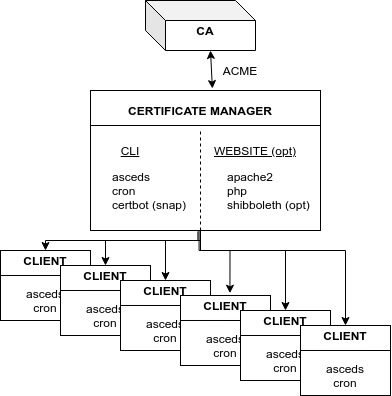 CA
ACME
CERTIFICATE MANAGER
CLI
asceds
cron
certbot (snap)
WEBSITE (opt)
apache2
php
shibboleth (opt)
CLIENT
asceds
cron
CLIENT
asceds
cron
CLIENT
asceds
cron
CLIENT
asceds
cron
CLIENT
asceds
cron
CLIENT
asceds
cron